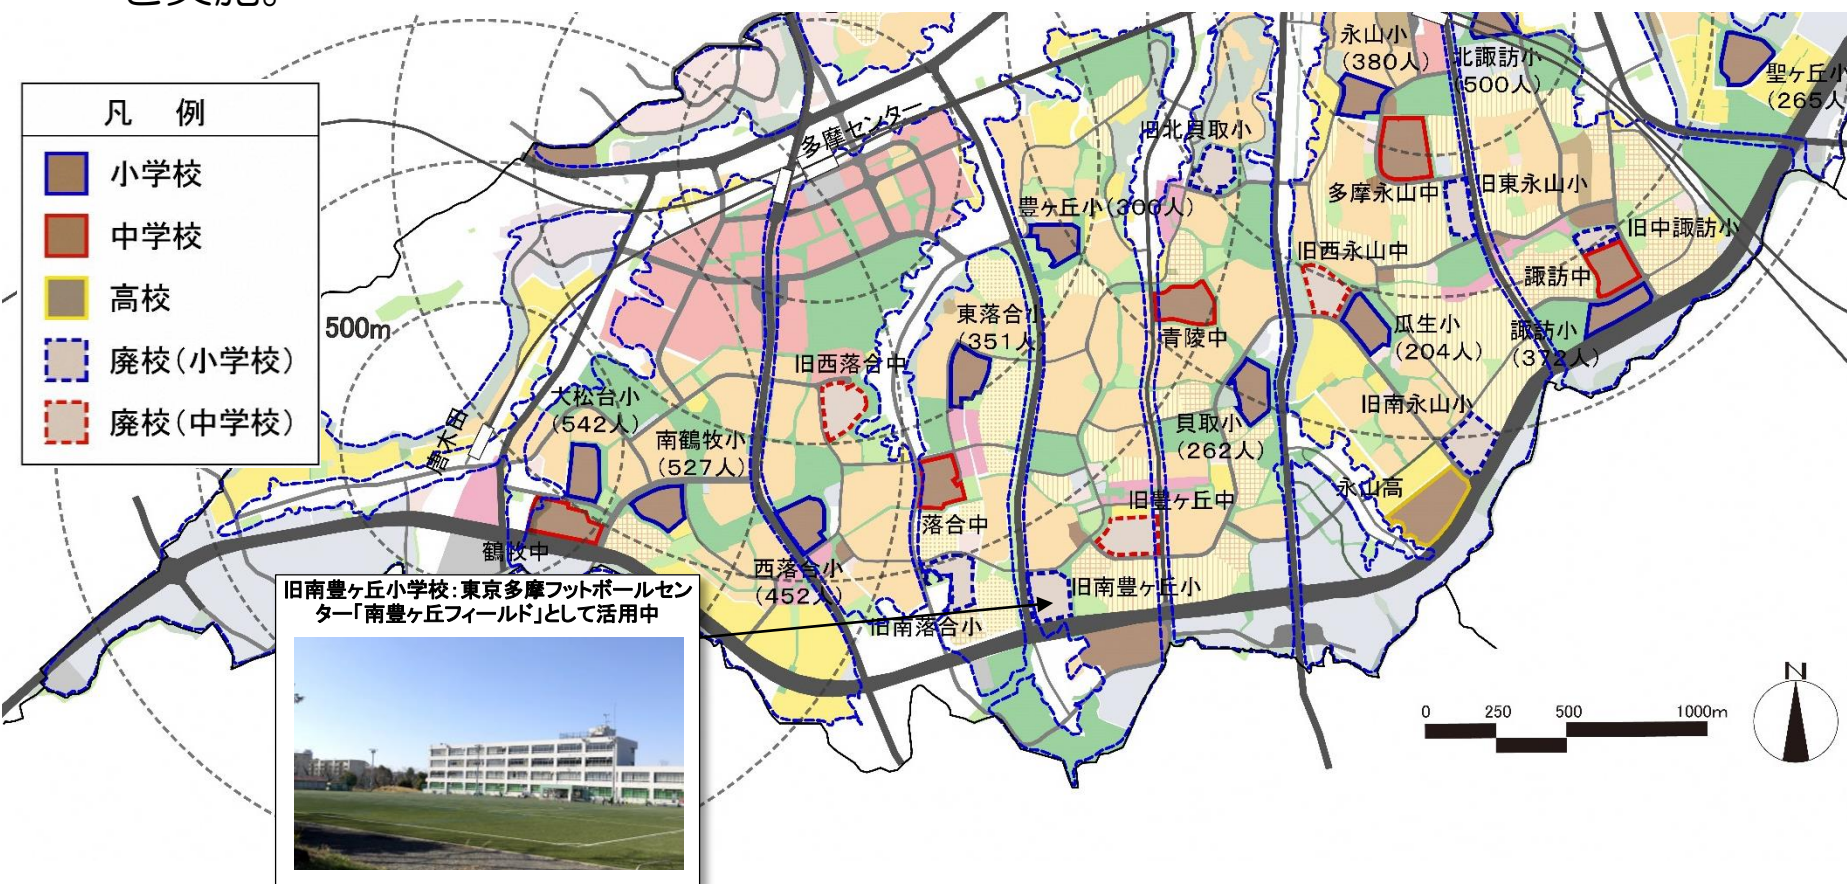 と実施。
凡　例
小学校
中学校
高校
廃校（小学校）
廃校（中学校）
500m
多摩センター
唐木田
永山小
（380人）
北諏訪小
（500人）
聖ヶ丘小
（265人
旧北貝取小
多摩永山中
旧東永山小
豊ヶ丘小（300人）
旧中諏訪小
旧西永山中
諏訪中
東落合小
（351人）
青陵中
瓜生小
（204人）
諏訪小
（372人）
旧西落合中
大松台小
（542人）
南鶴牧小
（527人）
貝取小
（262人）
旧南永山小
永山高
旧豊ヶ丘中
落合中
鶴牧中
西落合小
（452人）
旧南豊ヶ丘小
旧南落合小
旧南豊ヶ丘小学校：東京多摩フットボールセン
ター「南豊ヶ丘フィールド」として活用中
N
0 250 500 1000m